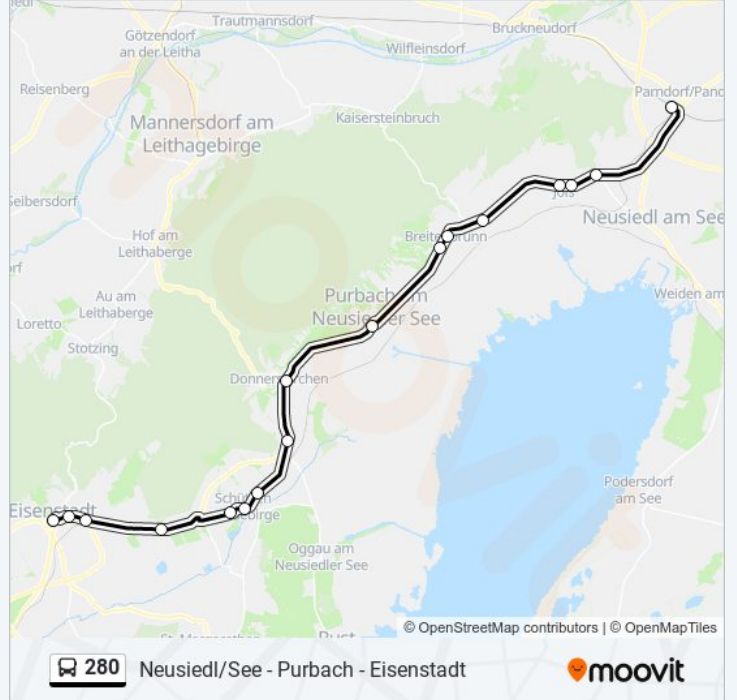 Trautmannsdorf
Bruckneudorf
Götzendorf
an der Leitha
Wilfleinsdorf
Reisenberg
Parndorf/Pand
Mannersdorf am
Leithagebirge
Kaisersteinbruch
Seibersdorf
Jois
Neusiedl am See
Hof am
Leithaberge
Breitenbrunn
Au am
Leithaberge
Purbach am
Neusiedler See
Weiden am
Loretto
Stotzing
Donnerskirchen
Podersdorf
am See
Eisenstadt
Schützen
Gebirge
Oggau am
Neusiedler See
Rust
© OpenStreetMap contributors | © OpenMapTiles
280
Neusiedl/See - Purbach - Eisenstadt
moovit